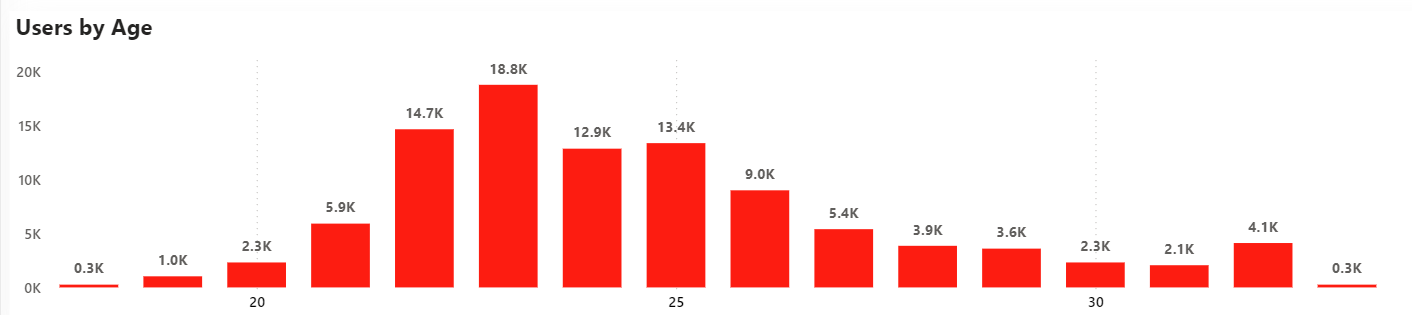 Users by Age
20K
15K
10K
5K
0K
0.3K
1.0K
2.3K
5.9K
14.7K
18.8K
12.9K
13.4K
9.0K
5.4K
3.9K
3.6K
2.3K
2.1K
4.1K
0.3K
20
25
30